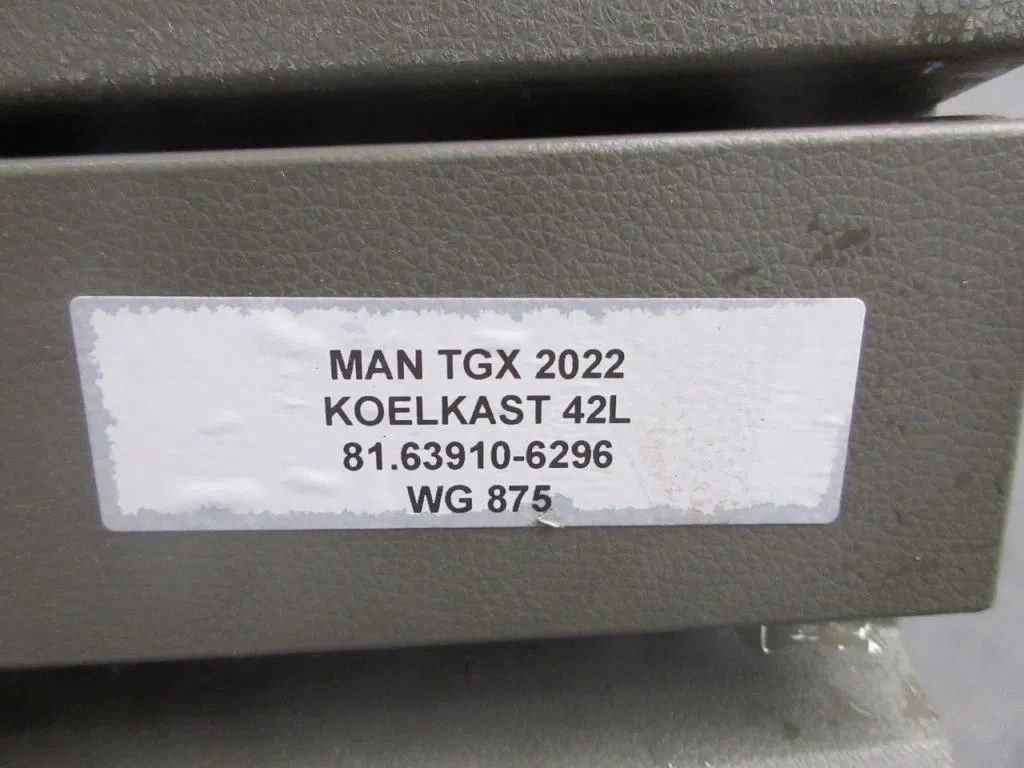 MAN TGX 2022
KOELKAST 42L
81.63910-6296
WG 875